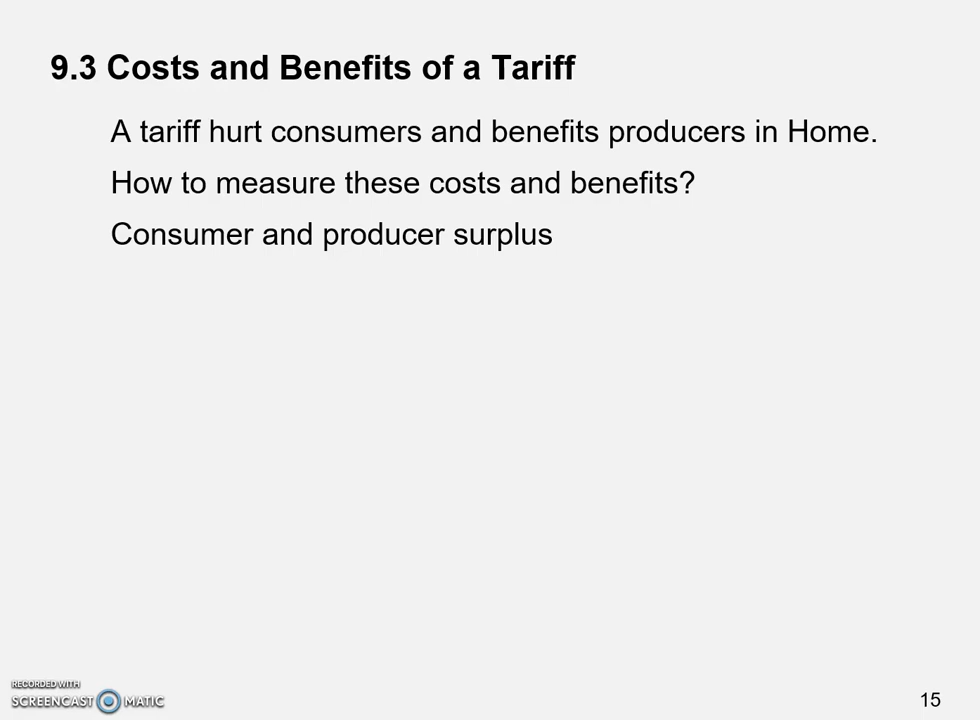 9.3 Costs and Benefits of a Tariff
A tariff hurt consumers and benefits producers in Home.
How to measure these costs and benefits?
Consumer and producer surplus
RECORDED WITH
SCREENCAST MATIC
15